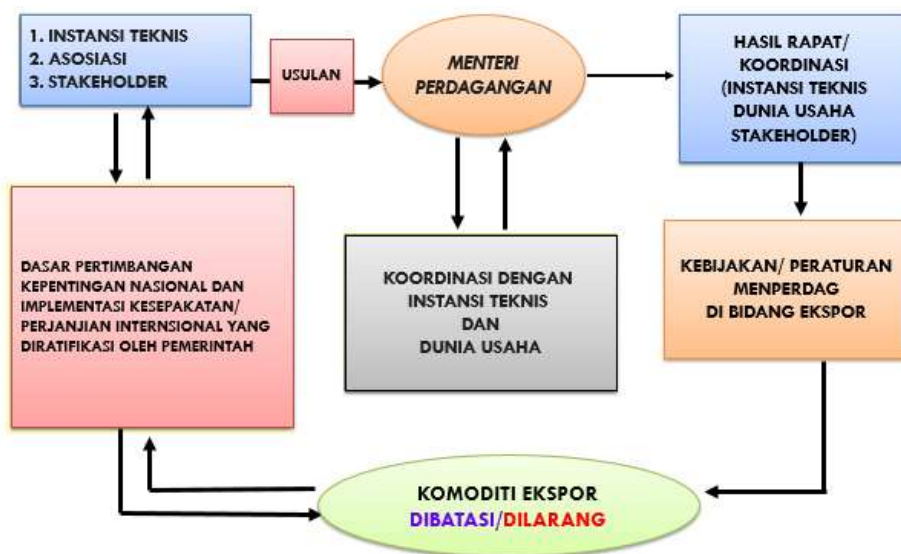 1. INSTANSI TEKNIS
2. ASOSIASI
3. STAKEHOLDER
USULAN
MENTERI
PERDAGANGAN
HASIL RAPAT/
KOORDINASI
(INSTANSI TEKNIS
DUNIA USAHA
STAKEHOLDER)
DASAR PERTIMBANGAN
KEPENTINGAN NASIONAL DAN
IMPLEMENTASI KESEPAKATAN/
PERJANJIAN INTERNSIONAL YANG
DIRATIFIKASI OLEH PEMERINTAH
KOORDINASI DENGAN
INSTANSI TEKNIS
DAN
DUNIA USAHA
KEBIJAKAN/ PERATURAN
MENPERDAG
DI BIDANG EKSPOR
KOMODITI EKSPOR
DIBATASI/DILARANG